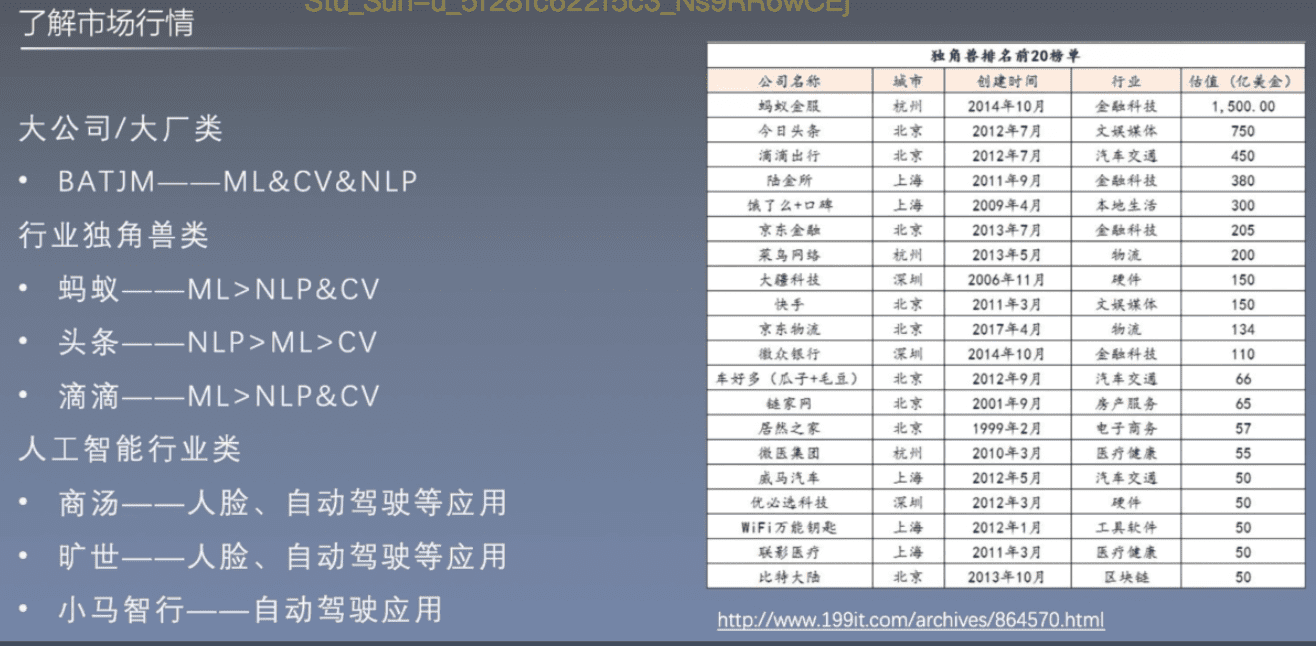 了解市场行情
大公司/大厂类
• BATJM——ML&CV&NLP
行业独角兽类
• 蚂蚁——ML>NLP&CV
• 头条——NLP>ML>CV
• 滴滴——ML>NLP&CV
人工智能行业类
• 商汤——人脸、自动驾驶等应用
• 旷世——人脸、自动驾驶等应用
• 小马智行——自动驾驶应用
独角兽排名前20榜单
公司名称 城市 创建时间 行业 估值（亿美金）
蚂蚁金服 杭州 2014年10月 金融科技 1,500.00
今日头条 北京 2012年7月 文娱媒体 750
滴滴出行 北京 2012年7月 汽车交通 450
陆金所 上海 2011年9月 金融科技 380
饿了么+口碑 上海 2009年4月 本地生活 300
京东金融 北京 2013年7月 金融科技 205
菜鸟网络 杭州 2013年5月 物流 200
大疆科技 深圳 2006年11月 硬件 150
快手 北京 2011年3月 文娱媒体 150
京东物流 北京 2017年4月 物流 134
微众银行 深圳 2014年10月 金融科技 110
车好多（瓜子+毛豆） 北京 2012年9月 汽车交通 66
链家网 北京 2001年9月 房产服务 65
居然之家 北京 1999年2月 电子商务 57
微医集团 杭州 2010年3月 医疗健康 55
威马汽车 上海 2012年5月 汽车交通 50
优必选科技 深圳 2012年3月 硬件 50
WiFi万能钥匙 上海 2012年1月 工具软件 50
联影医疗 上海 2011年3月 医疗健康 50
比特大陆 北京 2013年10月 区块链 50
http://www.199it.com/archives/864570.html